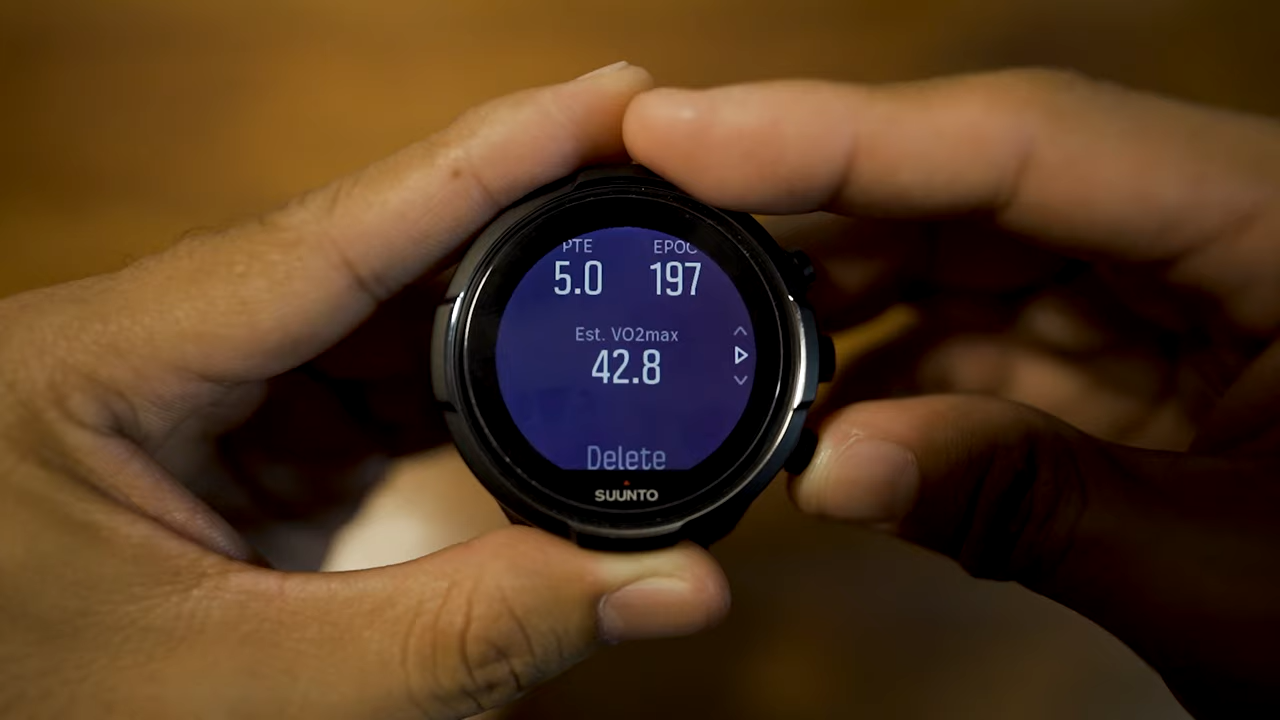 PTE EPOC
5.0 197
Est. VO2max
42.8
Delete
SUUNTO